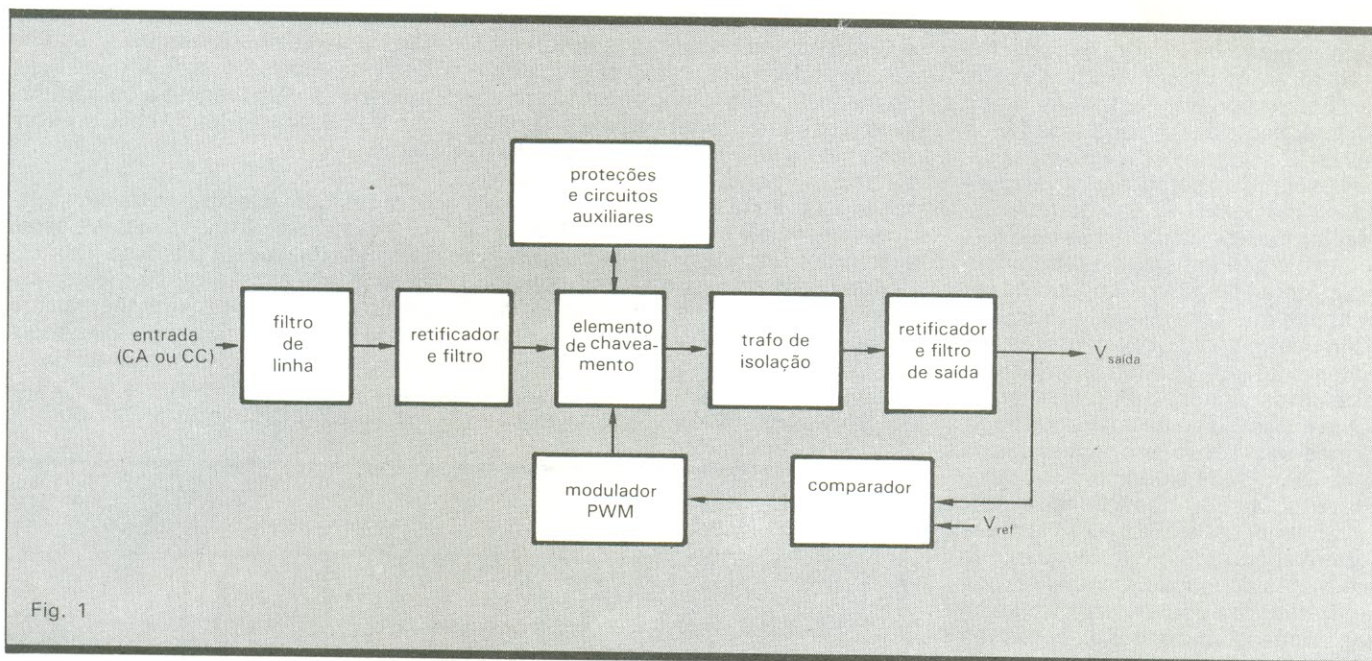 proteções
e circuitos
auxiliares
entrada
(CA ou CC)
filtro
de
linha
retificador
e filtro
elemento
de chavea-
mento
trafo de
isolação
retificador
e filtro
de saída
V saída
modulador
PWM
comparador
V ref
Fig. 1